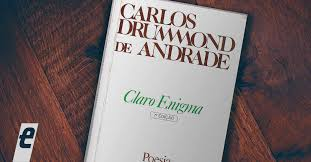 CARLOS
DRUMMOND
DE ANDRADE
Claro Enigma
Poesia
e